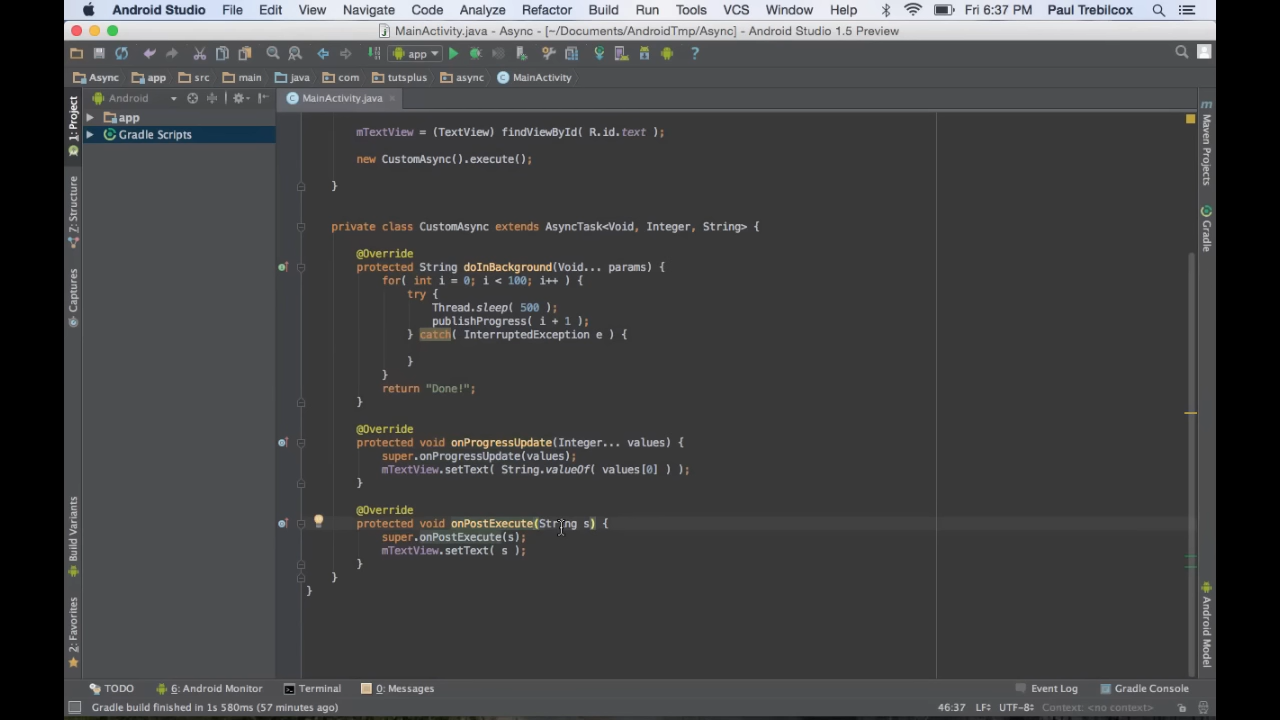 Android Studio File Edit View Navigate Code Analyze Refactor Build Run Tools VCS Window Help Fri 6:37 PM Paul Trebilcox
MainActivity.java - Async - [~/Documents/AndroidTmp/Async] - Android Studio 1.5 Preview
app
Async app src main java com tutsplus async MainActivity
Android
MainActivity.java
app
Gradle Scripts
1: Project
7: Structure
Captures
Build Variants
2: Favorites
mTextView = (TextView) findViewById( R.id.text );
new CustomAsync().execute();
}
private class CustomAsync extends AsyncTask<Void, Integer, String> {
@Override
protected String doInBackground(Void... params) {
for( int i = 0; i < 100; i++ ) {
try {
Thread.sleep( 500 );
publishProgress( i + 1 );
} catch( InterruptedException e ) {
}
}
return "Done!";
}
@Override
protected void onProgressUpdate(Integer... values) {
super.onProgressUpdate(values);
mTextView.setText( String.valueOf( values[0] ) );
}
@Override
protected void onPostExecute(String s) {
super.onPostExecute(s);
mTextView.setText( s );
}
}
}
m
Maven Projects
Gradle
Android Model
TODO 6: Android Monitor Terminal 0: Messages Event Log Gradle Console
Gradle build finished in 1s 580ms (57 minutes ago) 46:37 LF÷ UTF-8÷ Context: <no context>